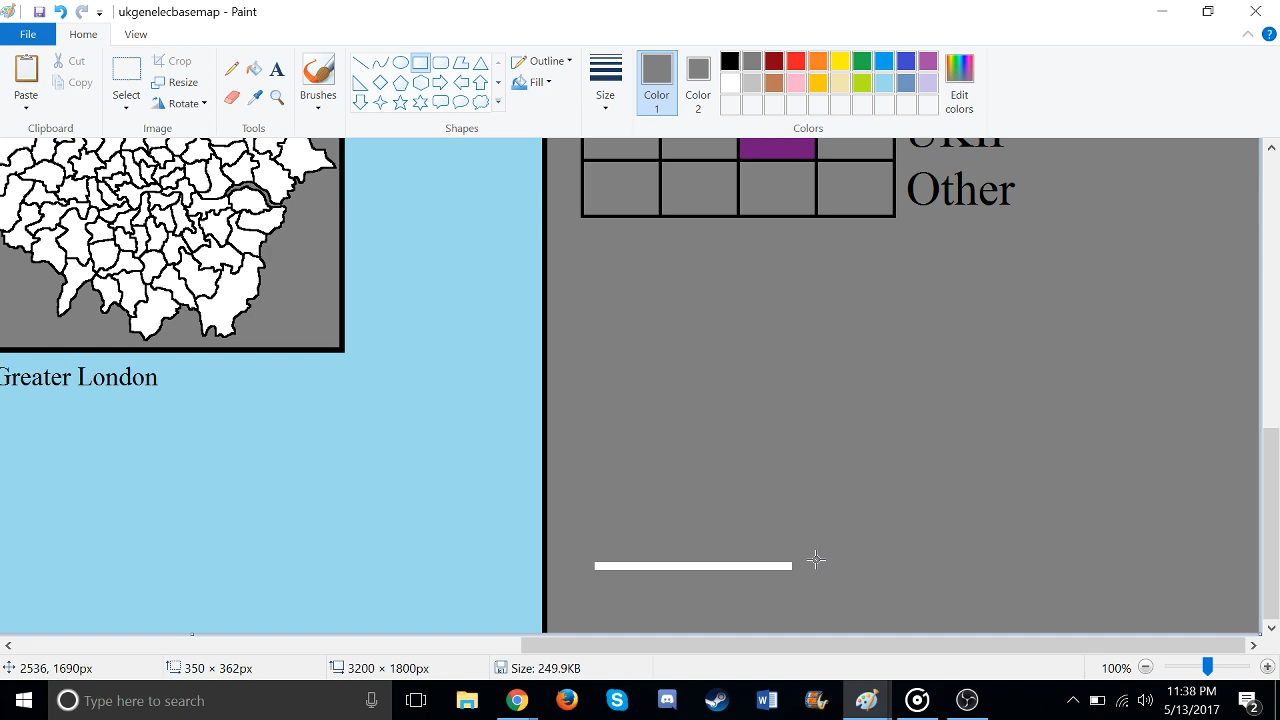 ukgenelecbasemap - Paint
File
Home
View
Paste
Cut
Copy
Clipboard
Select
Crop
Resize
Rotate
Image
Tools
Brushes
Outline
Fill
Shapes
Size
Color 1
Color 2
Edit colors
Colors
Other
Greater London
2536, 1690px
350 × 362px
3200 × 1800px
Size: 249.9KB
100%
Type here to search
11:38 PM
5/13/2017
2